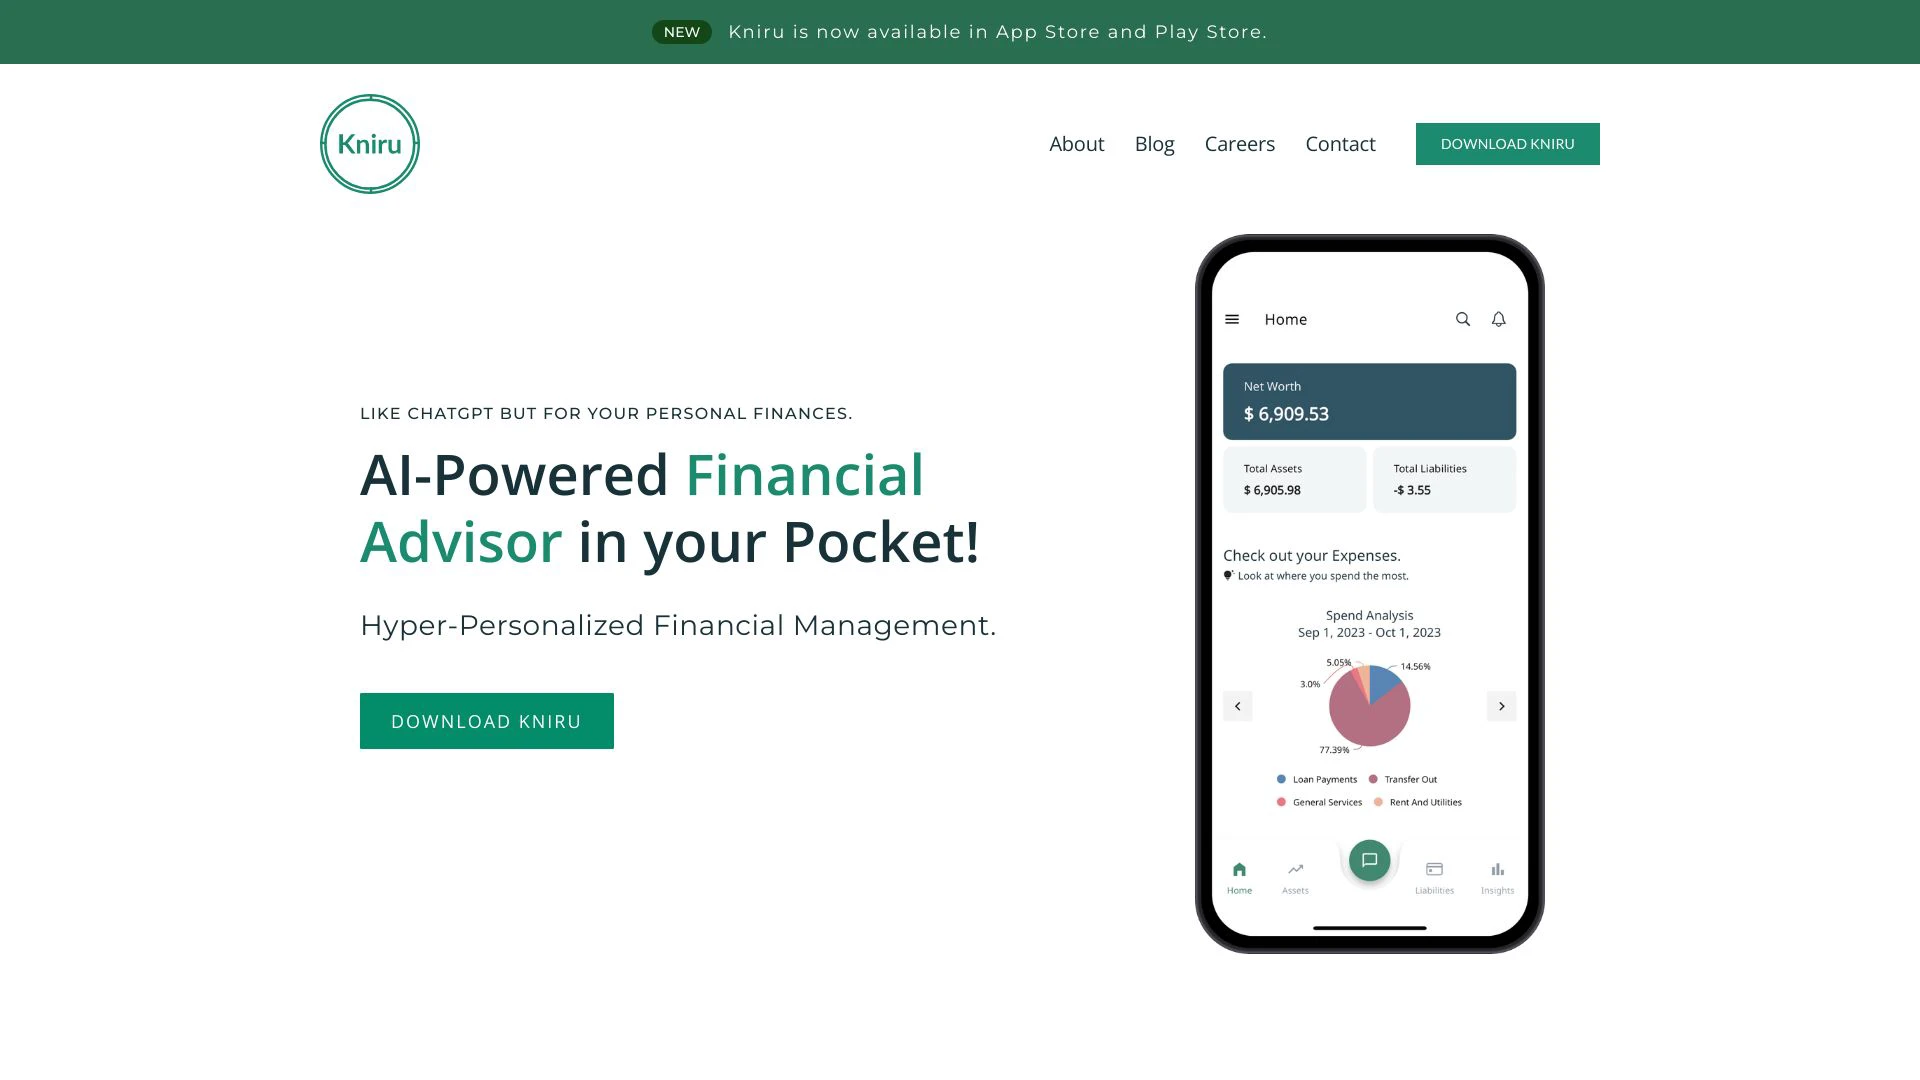 NEW Kniru is now available in App Store and Play Store.
Kniru
About Blog Careers Contact DOWNLOAD KNIRU
LIKE CHATGPT BUT FOR YOUR PERSONAL FINANCES.
AI-Powered Financial
Advisor in your Pocket!
Hyper-Personalized Financial Management.
DOWNLOAD KNIRU
Home
Net Worth
$ 6,909.53
Total Assets
$ 6,905.98
Total Liabilities
-$ 3.55
Check out your Expenses.
Look at where you spend the most.
Spend Analysis
Sep 1, 2023 - Oct 1, 2023
5.05%
14.56%
3.0%
77.39%
Loan Payments Transfer Out
General Services Rent And Utilities
Home Assets Liabilities Insights